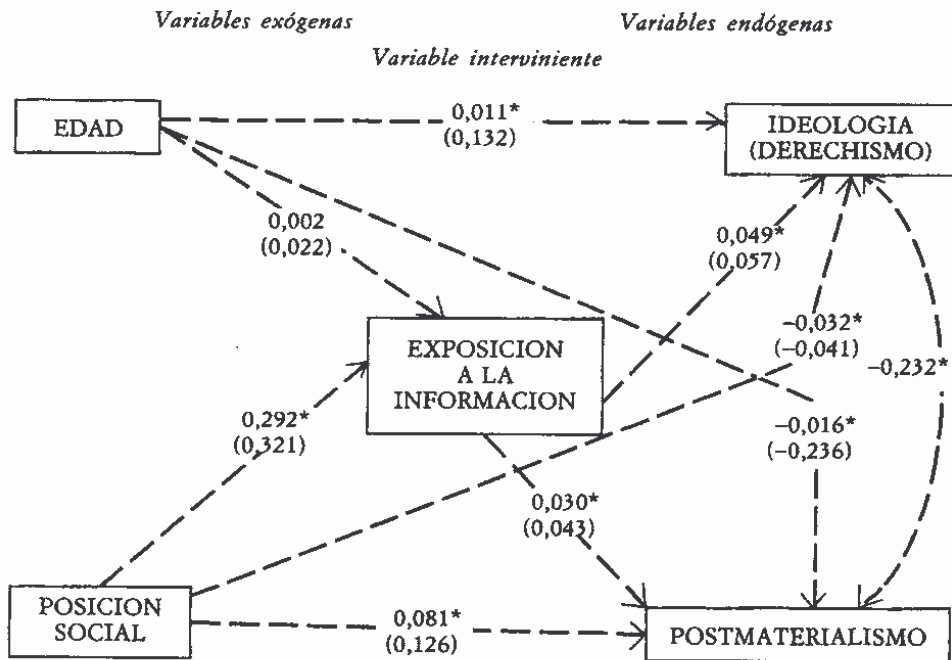 Variables exógenas
Variables endógenas
Variable interviniente
EDAD
0,011*
(0,132)
IDEOLOGIA
(DERECHISMO)
0,002
(0,022)
0,049*
(0,057)
EXPOSICION
A LA
INFORMACION
-0,032*
(-0,041)
-0,232*
0,292*
(0,321)
-0,016*
(-0,236)
0,030*
(0,043)
POSICION
SOCIAL
0,081*
(0,126)
POSTMATERIALISMO